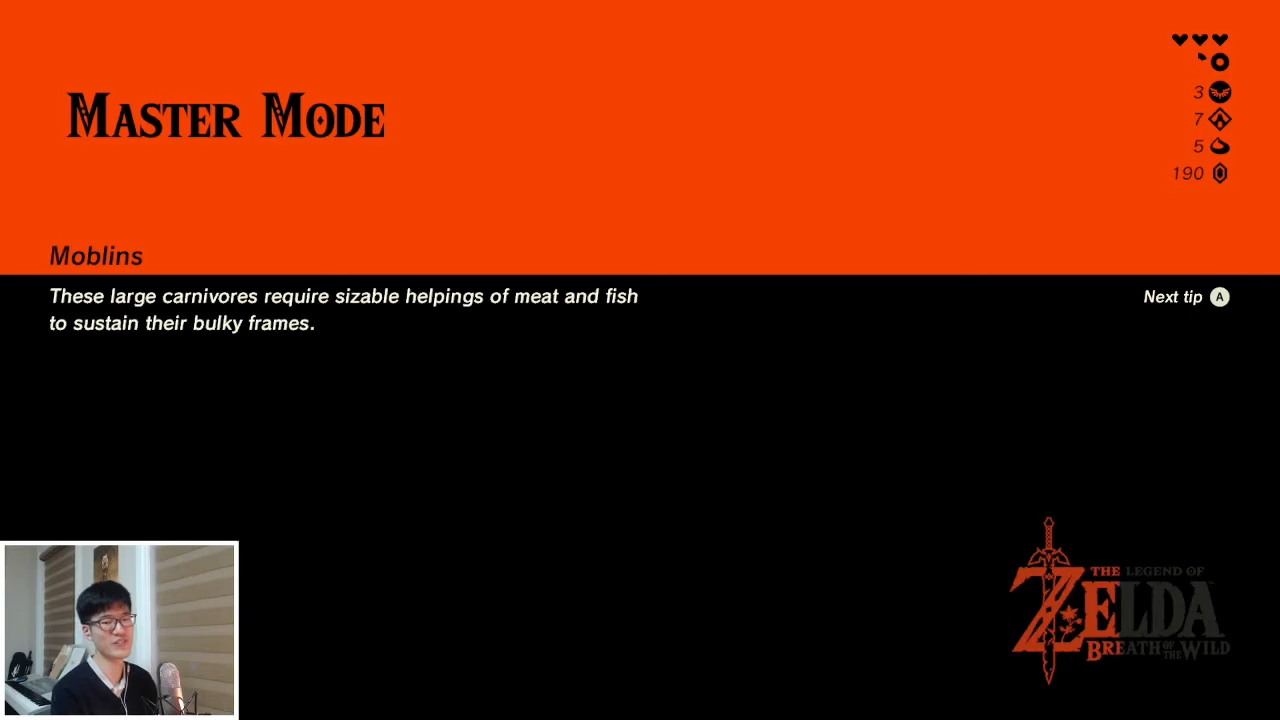 Master Mode
3
7
5
190
Moblins
These large carnivores require sizable helpings of meat and fish
to sustain their bulky frames.
Next tip A
THE LEGEND OF
ZELDA
BREATH OF THE WILD